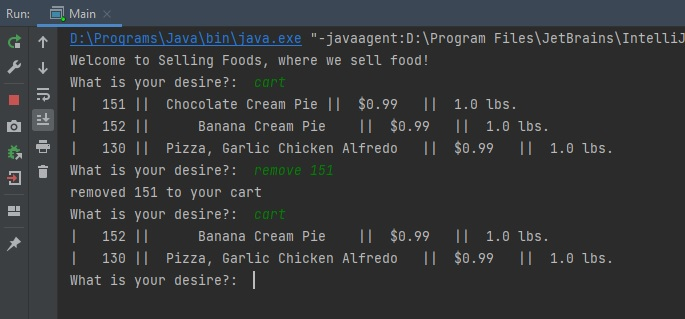 Run: Main ×
D:\Programs\Java\bin\java.exe "-javaagent:D:\Program Files\JetBrains\IntelliJ
Welcome to Selling Foods, where we sell food!
What is your desire?:  cart
|   151 ||  Chocolate Cream Pie ||  $0.99   ||  1.0 lbs.
|   152 ||      Banana Cream Pie    ||  $0.99   ||  1.0 lbs.
|   130 ||  Pizza, Garlic Chicken Alfredo   ||  $0.99   ||  1.0 lbs.
What is your desire?:  remove 151
removed 151 to your cart
What is your desire?:  cart
|   152 ||      Banana Cream Pie    ||  $0.99   ||  1.0 lbs.
|   130 ||  Pizza, Garlic Chicken Alfredo   ||  $0.99   ||  1.0 lbs.
What is your desire?: